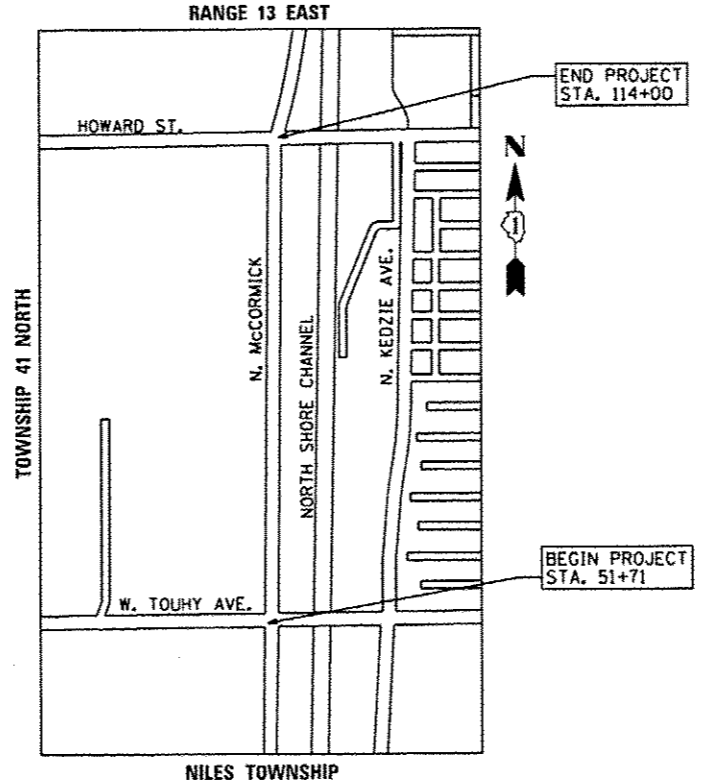 RANGE 13 EAST
END PROJECT
STA. 114+00
HOWARD ST.
N
1
TOWNSHIP 41 NORTH
N. McCORMICK
NORTH SHORE CHANNEL
N. KEDZIE AVE.
BEGIN PROJECT
STA. 51+71
W. TOUHY AVE.
NILES TOWNSHIP